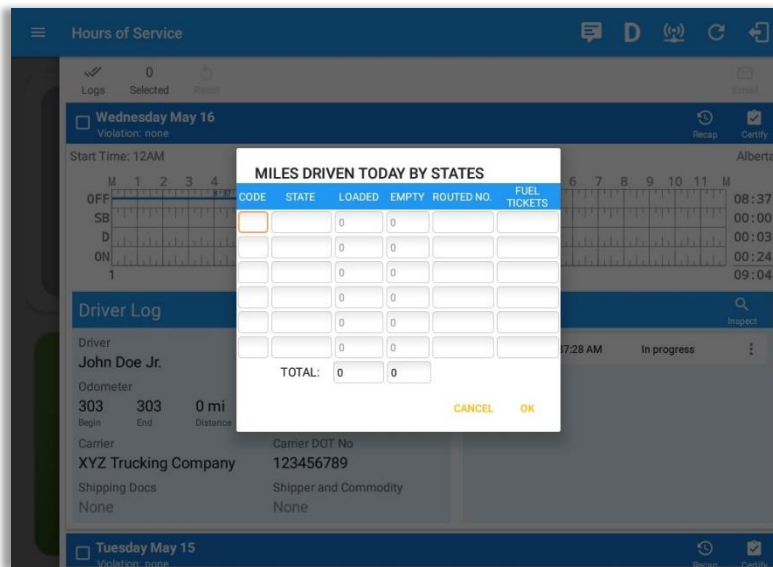 Hours of Service
D
Logs
0
Selected
Reset
Email
Wednesday May 16
Violation: none
Recap
Certify
Start Time: 12AM
Alberta
M 1 2 3 4
6 7 8 9 10 11 M
OFF
08:37
SB
00:00
D
00:03
ON
00:24
1
09:04
MILES DRIVEN TODAY BY STATES
CODE STATE LOADED EMPTY ROUTED NO. FUEL TICKETS
0 0
0 0
0 0
0 0
0 0
0 0
TOTAL: 0 0
CANCEL OK
Driver Log
Inspect
Driver
John Doe Jr.
7:28 AM In progress
Odometer
303 303 0 mi
Begin End Distance
Carrier Carrier DOT No
XYZ Trucking Company 123456789
Shipping Docs Shipper and Commodity
None None
Tuesday May 15
Violation: none
Recap
Certify